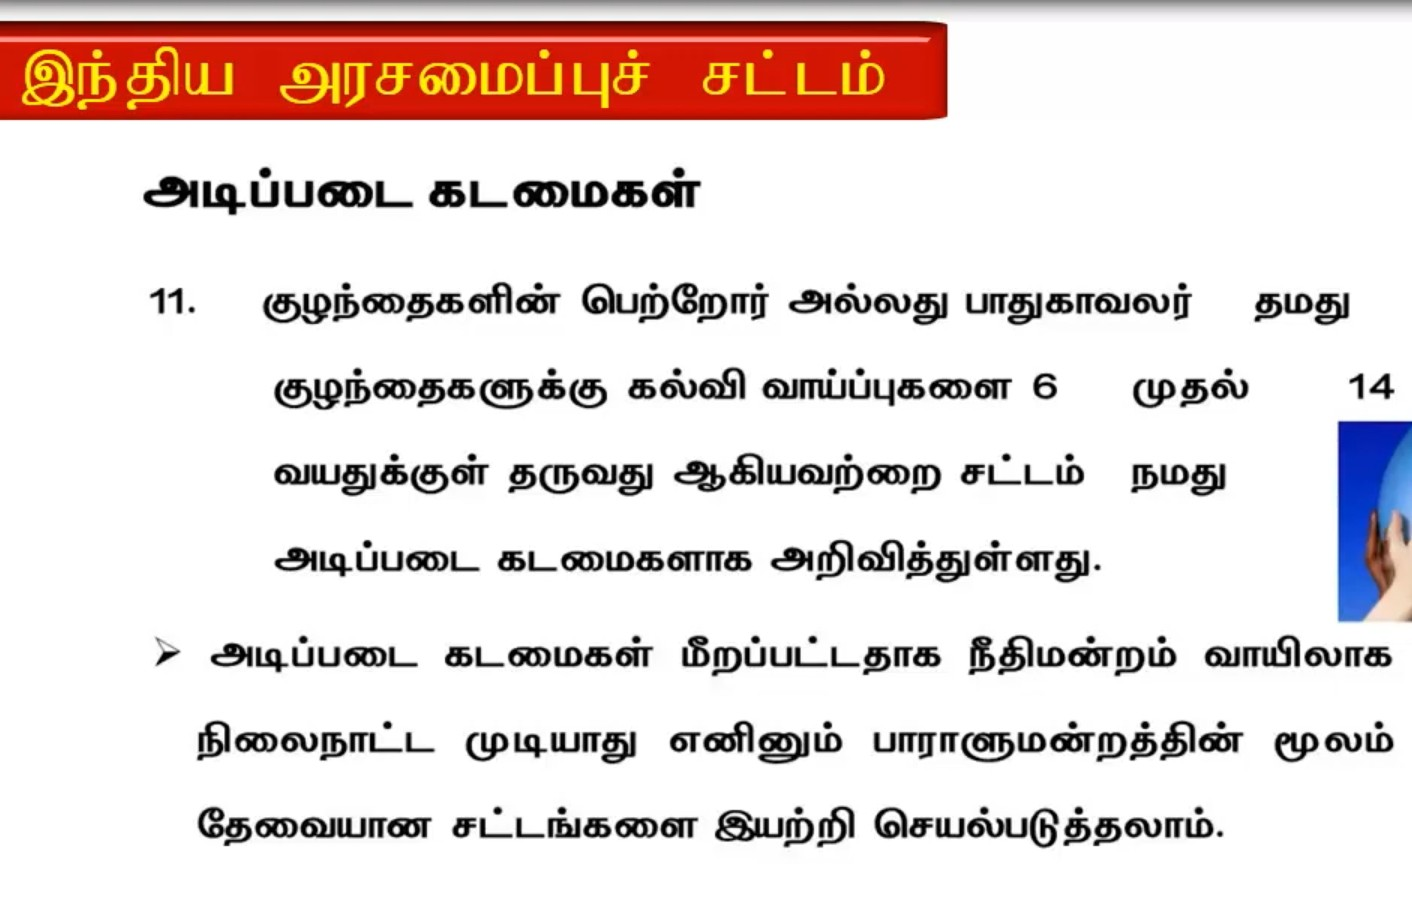 இந்திய அரசமைப்புச் சட்டம்
அடிப்படை கடமைகள்
11. குழந்தைகளின் பெற்றோர் அல்லது பாதுகாவலர் தமது
குழந்தைகளுக்கு கல்வி வாய்ப்புகளை 6 முதல் 14
வயதுக்குள் தருவது ஆகியவற்றை சட்டம் நமது
அடிப்படை கடமைகளாக அறிவித்துள்ளது.
➢ அடிப்படை கடமைகள் மீறப்பட்டதாக நீதிமன்றம் வாயிலாக
நிலைநாட்ட முடியாது எனினும் பாராளுமன்றத்தின் மூலம்
தேவையான சட்டங்களை இயற்றி செயல்படுத்தலாம்.